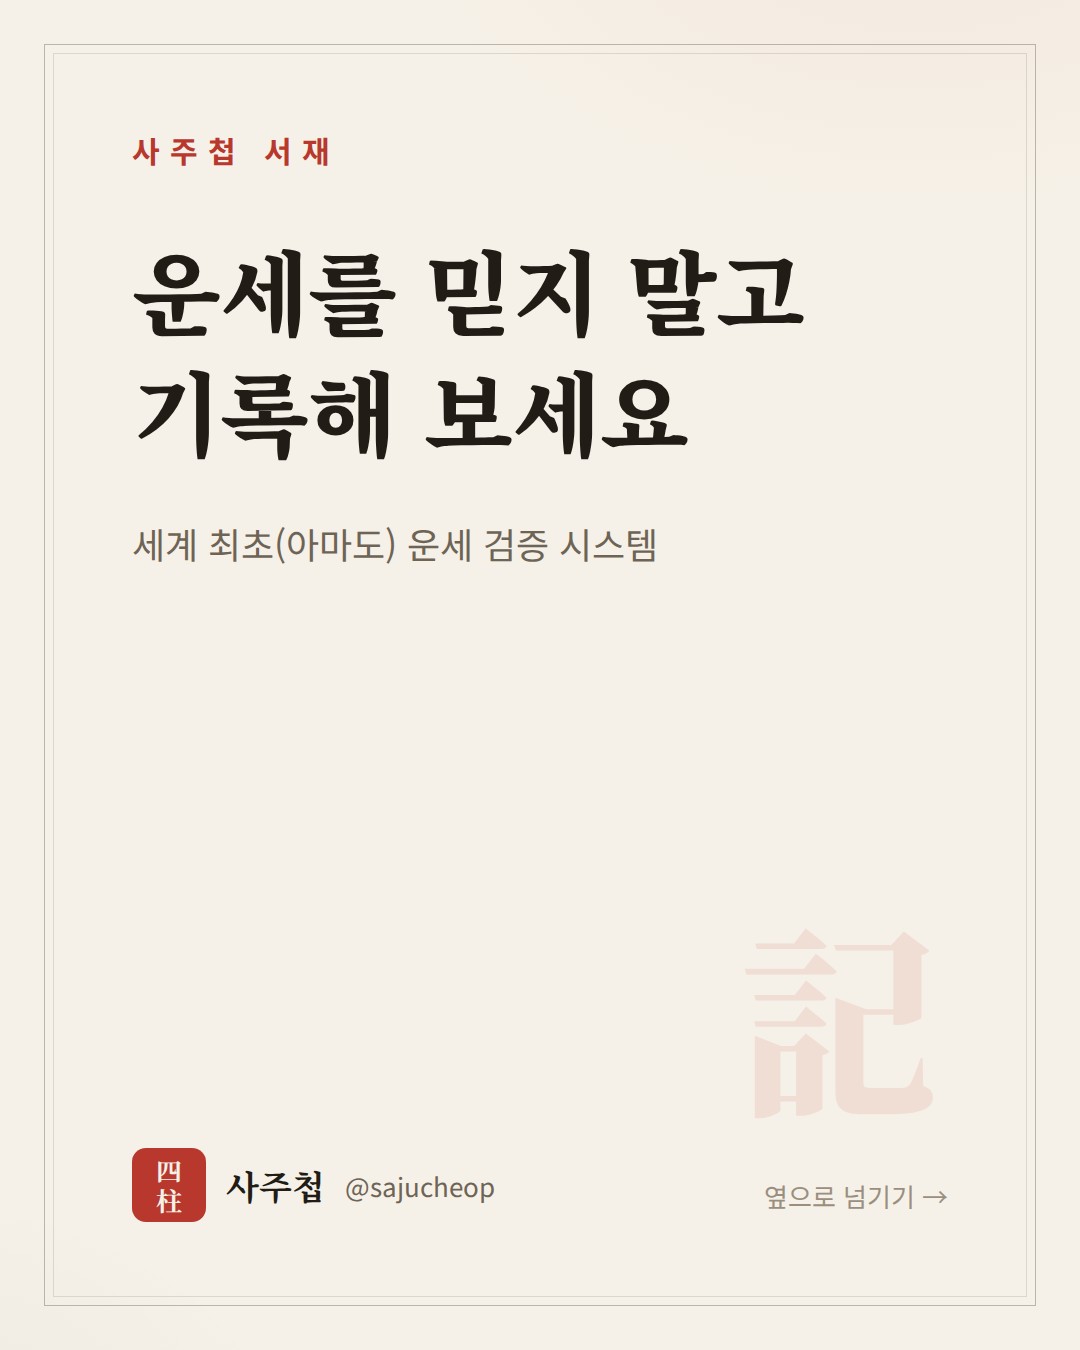 사주첩 서재
운세를 믿지 말고
기록해 보세요
세계 최초(아마도) 운세 검증 시스템
記
四
柱
사주첩 @sajucheop
옆으로 넘기기 →